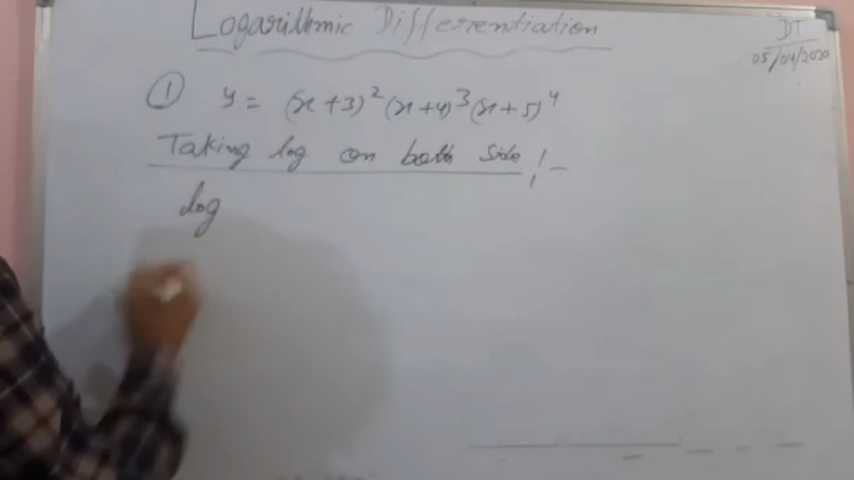 Logarithmic Differentiation
DT
05/04/2020
① y = (x+3)² (x+4)³ (x+5)⁴
Taking log on both side :-
log